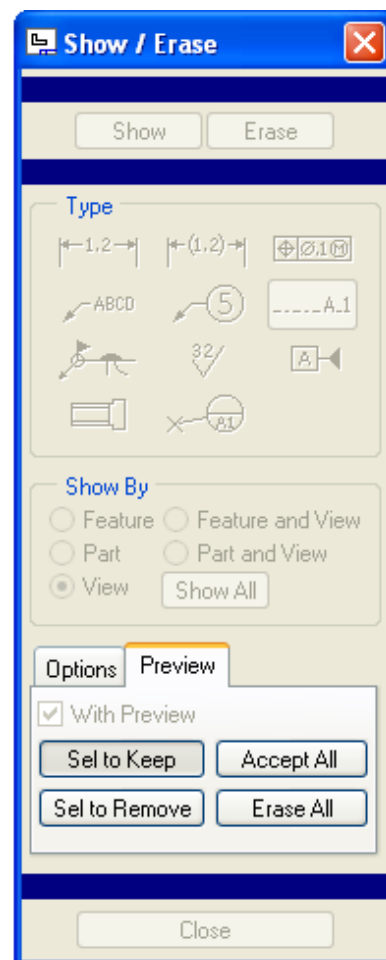 Show / Erase
Show Erase
Type
1.2 (1.2) Ø.1 M
ABCD 5 A_1
32/ A
A1
Show By
Feature Feature and View
Part Part and View
View Show All
Options Preview
With Preview
Sel to Keep Accept All
Sel to Remove Erase All
Close